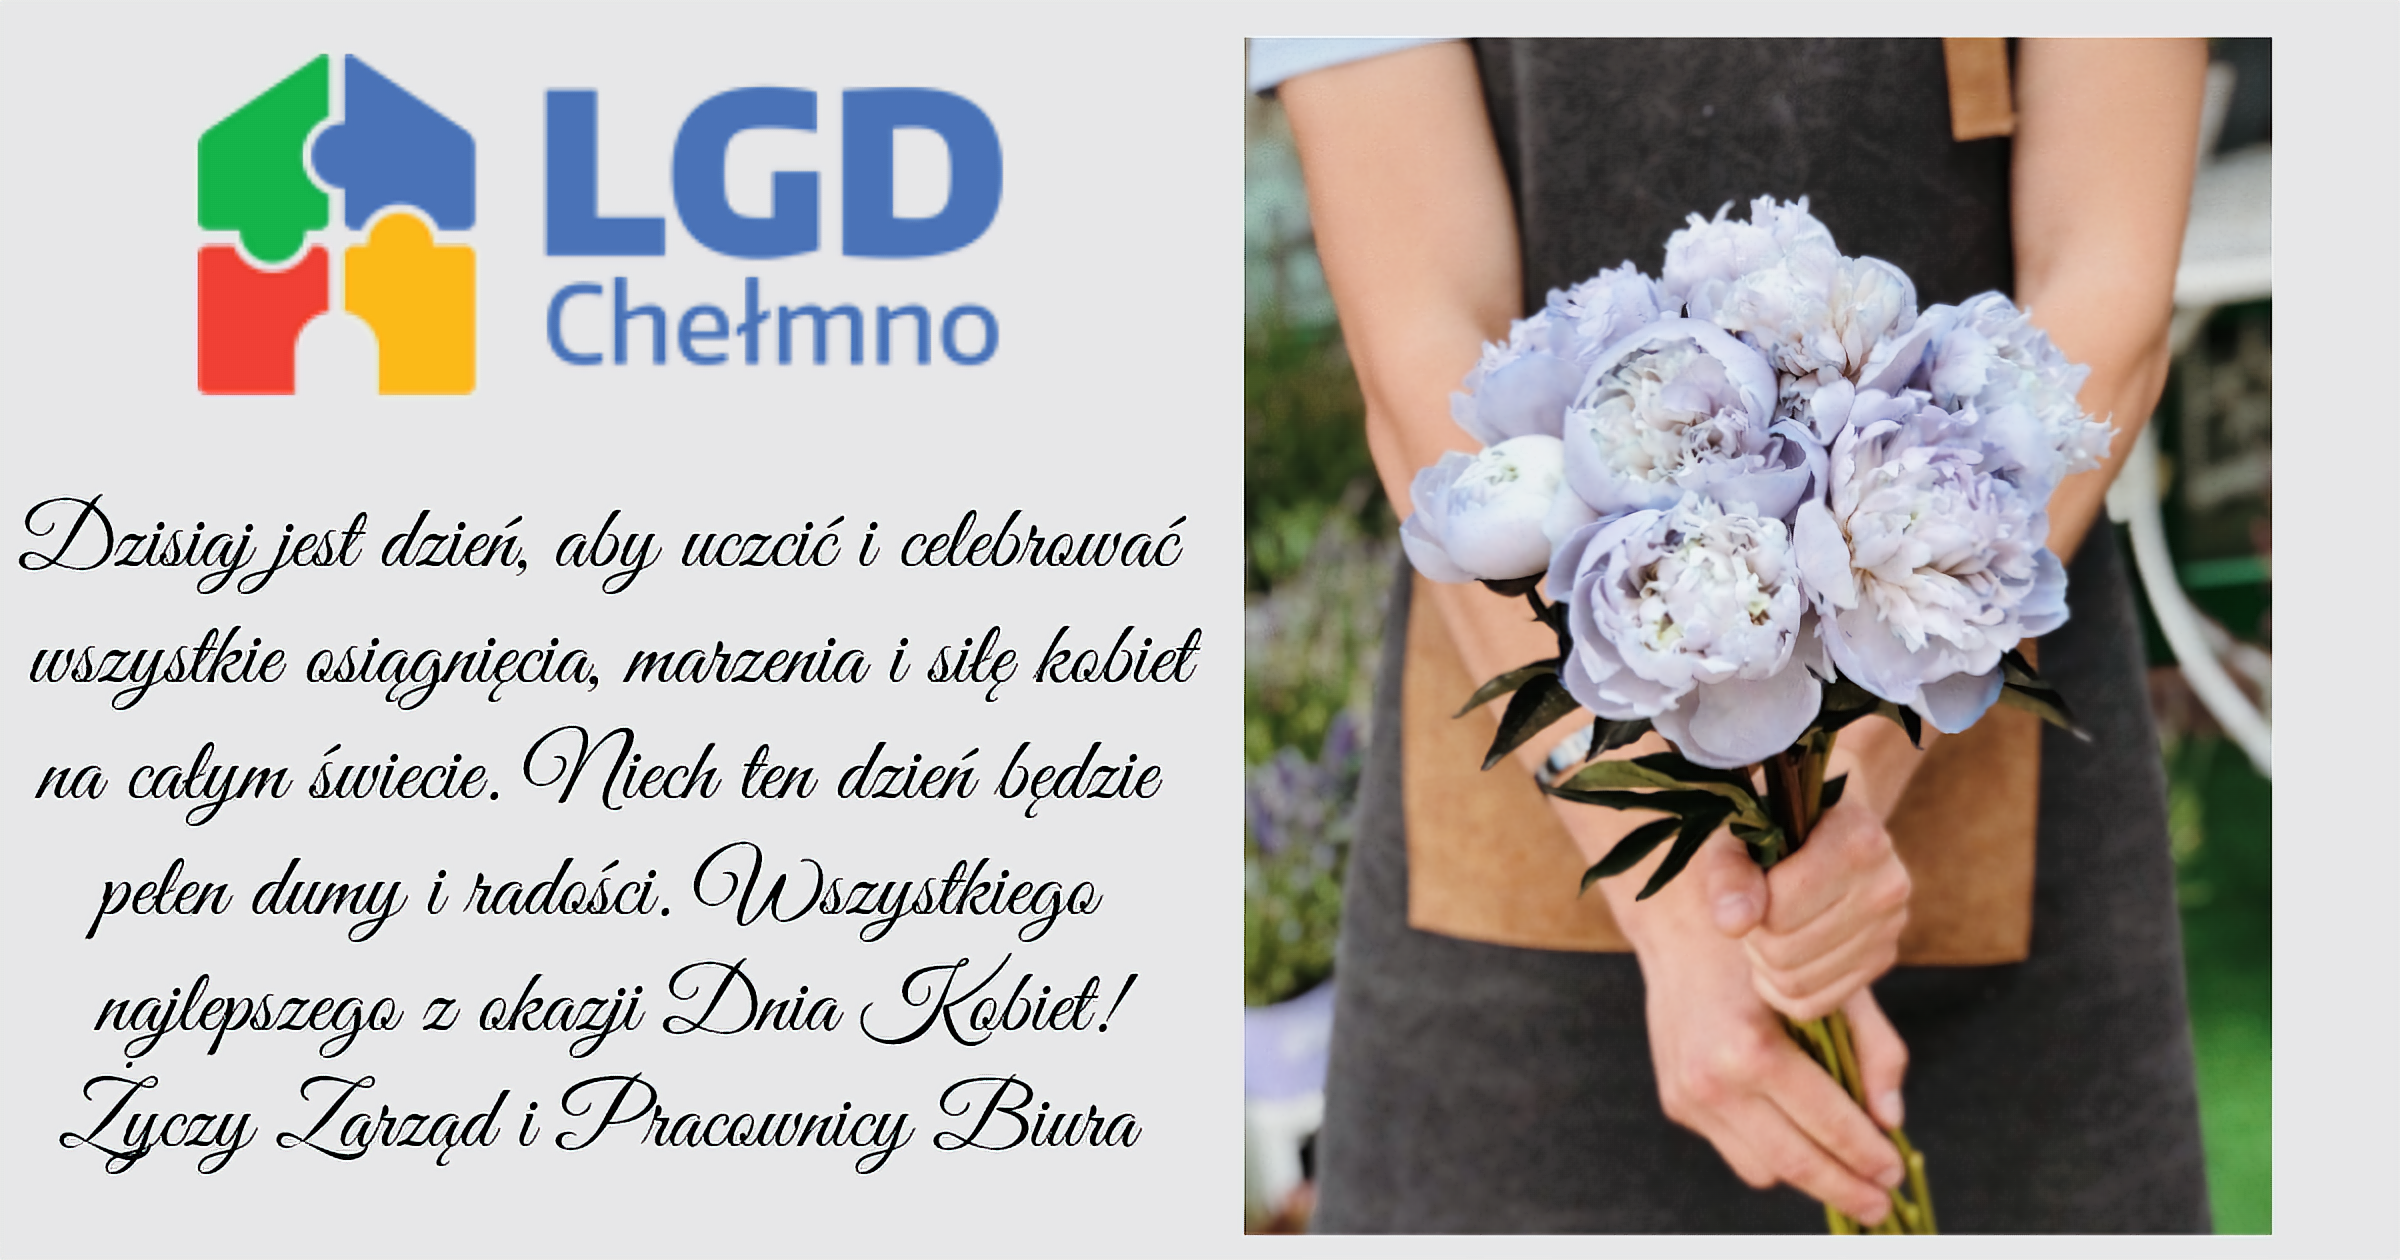 LGD
Chełmno
Dzisiaj jest dzień, aby uczcić i celebrować
wszystkie osiągnięcia, marzenia i siłę kobiet
na całym świecie. Niech ten dzień będzie
pełen dumy i radości. Wszystkiego
najlepszego z okazji Dnia Kobiet!
Życzy Zarząd i Pracownicy Biura